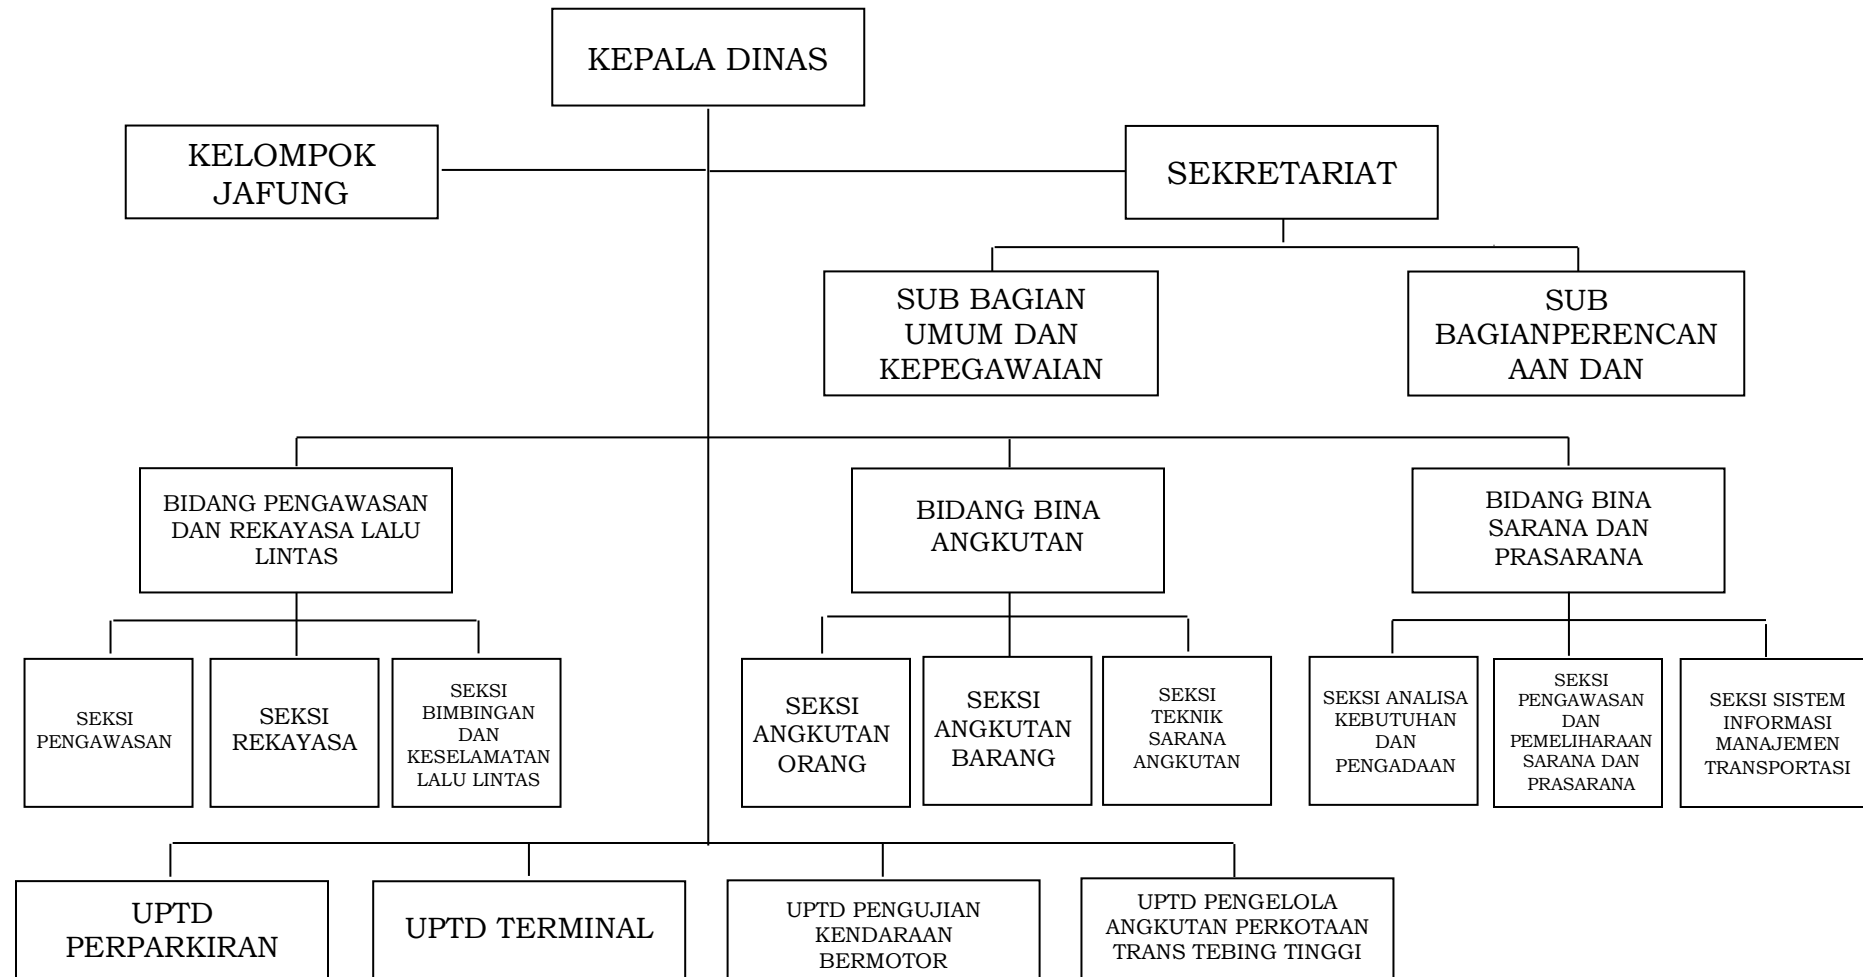 KEPALA DINAS
KELOMPOK
JAFUNG
SEKRETARIAT
SUB BAGIAN
UMUM DAN
KEPEGAWAIAN
SUB
BAGIANPERENCAN
AAN DAN
BIDANG PENGAWASAN
DAN REKAYASA LALU
LINTAS
BIDANG BINA
ANGKUTAN
BIDANG BINA
SARANA DAN
PRASARANA
SEKSI
PENGAWASAN
SEKSI
REKAYASA
SEKSI
BIMBINGAN
DAN
KESELAMATAN
LALU LINTAS
SEKSI
ANGKUTAN
ORANG
SEKSI
ANGKUTAN
BARANG
SEKSI
TEKNIK
SARANA
ANGKUTAN
SEKSI ANALISA
KEBUTUHAN
DAN
PENGADAAN
SEKSI
PENGAWASAN
DAN
PEMELIHARAAN
SARANA DAN
PRASARANA
SEKSI SISTEM
INFORMASI
MANAJEMEN
TRANSPORTASI
UPTD
PERPARKIRAN
UPTD TERMINAL
UPTD PENGUJIAN
KENDARAAN
BERMOTOR
UPTD PENGELOLA
ANGKUTAN PERKOTAAN
TRANS TEBING TINGGI